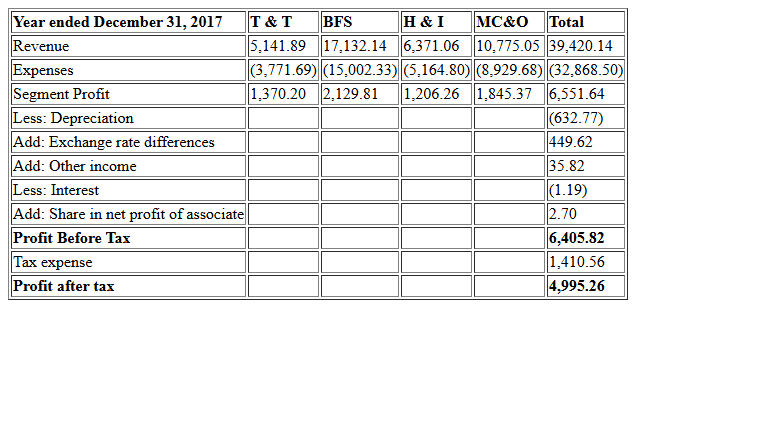 Year ended December 31, 2017 T & T BFS H & I MC&O Total
Revenue 5,141.89 17,132.14 6,371.06 10,775.05 39,420.14
Expenses (3,771.69) (15,002.33) (5,164.80) (8,929.68) (32,868.50)
Segment Profit 1,370.20 2,129.81 1,206.26 1,845.37 6,551.64
Less: Depreciation (632.77)
Add: Exchange rate differences 449.62
Add: Other income 35.82
Less: Interest (1.19)
Add: Share in net profit of associate 2.70
Profit Before Tax 6,405.82
Tax expense 1,410.56
Profit after tax 4,995.26